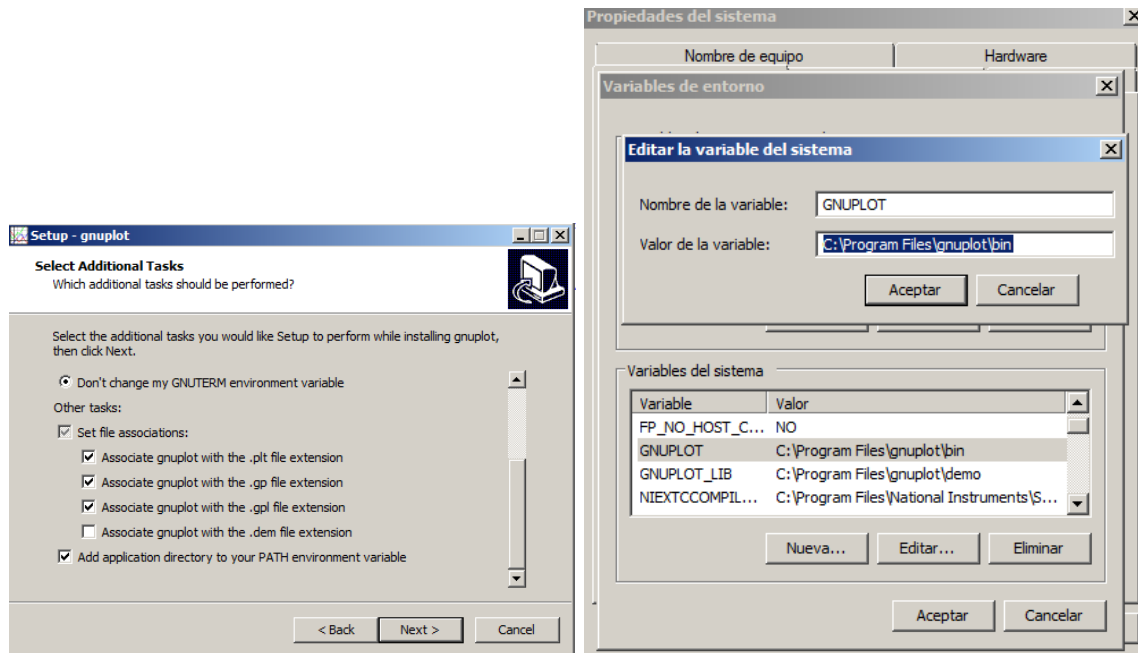 Setup - gnuplot
Select Additional Tasks
Which additional tasks should be performed?
Select the additional tasks you would like Setup to perform while installing gnuplot,
then click Next.
Don't change my GNUTERM environment variable
Other tasks:
Set file associations:
Associate gnuplot with the .plt file extension
Associate gnuplot with the .gp file extension
Associate gnuplot with the .gpl file extension
Associate gnuplot with the .dem file extension
Add application directory to your PATH environment variable
< Back Next > Cancel
Propiedades del sistema
Nombre de equipo Hardware
Variables de entorno
Editar la variable del sistema
Nombre de la variable: GNUPLOT
Valor de la variable: C:\Program Files\gnuplot\bin
Aceptar Cancelar
Variables del sistema
Variable Valor
FP_NO_HOST_C... NO
GNUPLOT C:\Program Files\gnuplot\bin
GNUPLOT_LIB C:\Program Files\gnuplot\demo
NIEXTCCOMPIL... C:\Program Files\National Instruments\S...
Nueva... Editar... Eliminar
Aceptar Cancelar